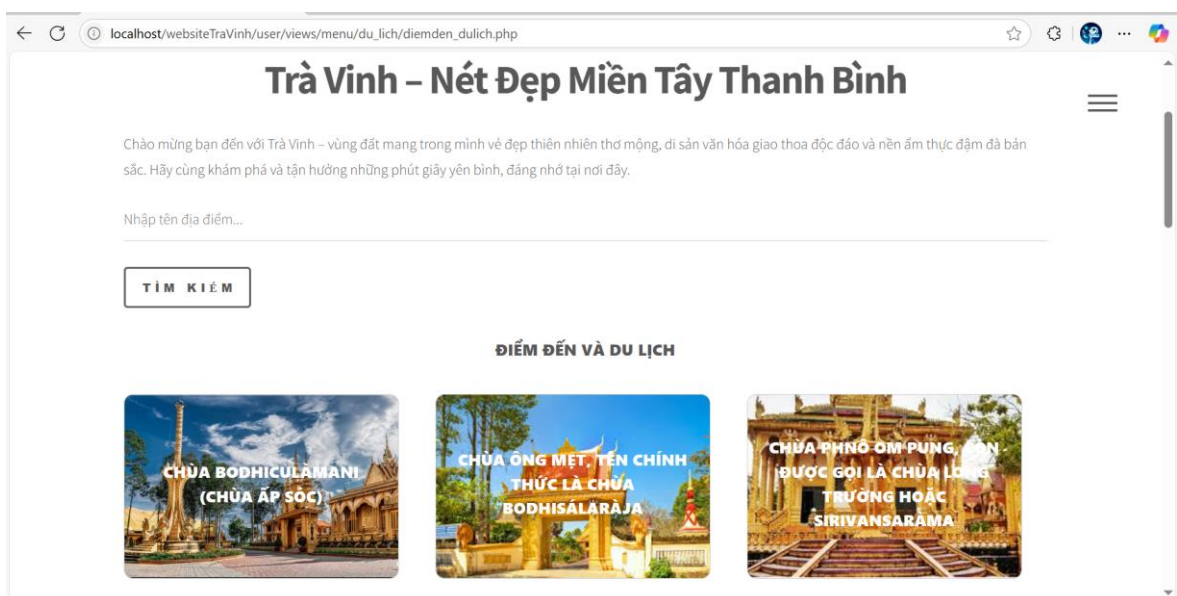 localhost/websiteTraVinh/user/views/menu/du_lich/diemden_dulich.php
Trà Vinh – Nét Đẹp Miền Tây Thanh Bình
Chào mừng bạn đến với Trà Vinh – vùng đất mang trong mình vẻ đẹp thiên nhiên thơ mộng, di sản văn hóa giao thoa độc đáo và nền ẩm thực đậm đà bản
sắc. Hãy cùng khám phá và tận hưởng những phút giây yên bình, đáng nhớ tại nơi đây.
Nhập tên địa điểm...
TÌM KIẾM
ĐIỂM ĐẾN VÀ DU LỊCH
CHÙA BODHICULÀMANI
(CHÙA ẤP SÓC)
CHÙA ÔNG MẸT, TÊN CHÍNH
THỨC LÀ CHÙA
BODHISÁLARÀJA
CHÙA PHNÔ OM PUNG, CÒN
ĐƯỢC GỌI LÀ CHÙA LONG
TRƯỜNG HOẶC
SIRIVANSARÀMA